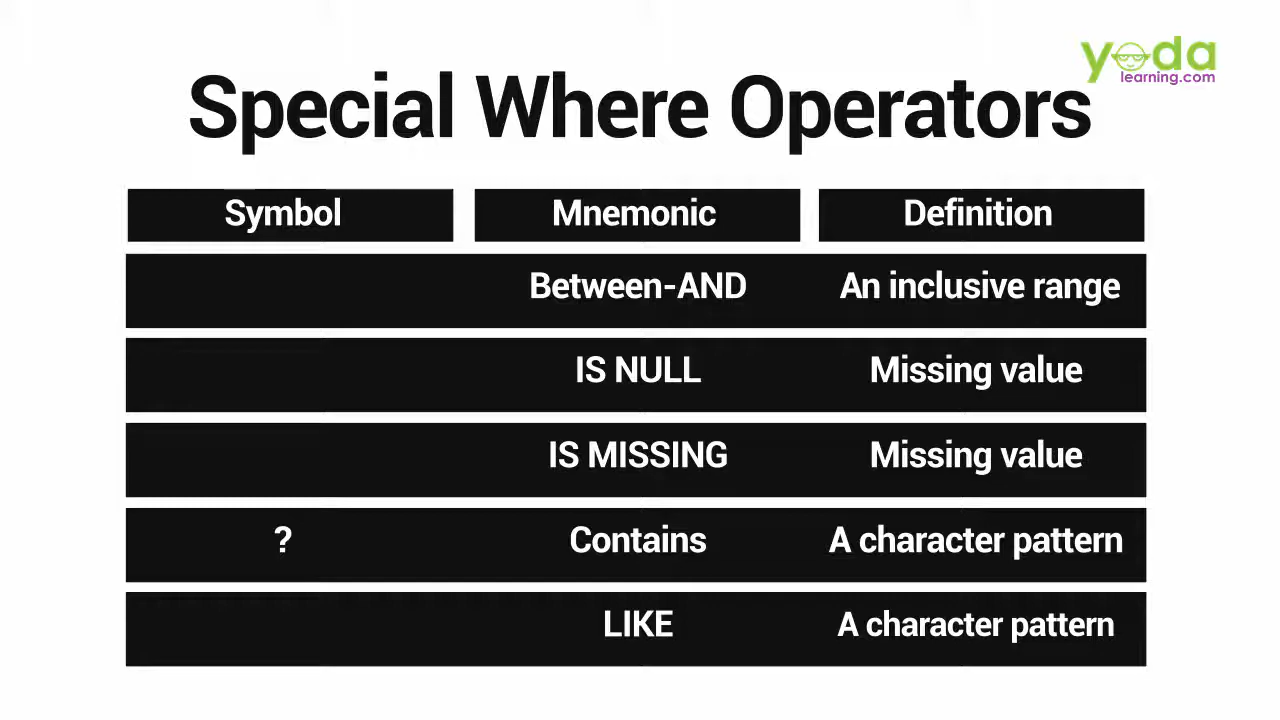 yoda
learning.com
Special Where Operators
Symbol Mnemonic Definition
Between-AND An inclusive range
IS NULL Missing value
IS MISSING Missing value
? Contains A character pattern
LIKE A character pattern